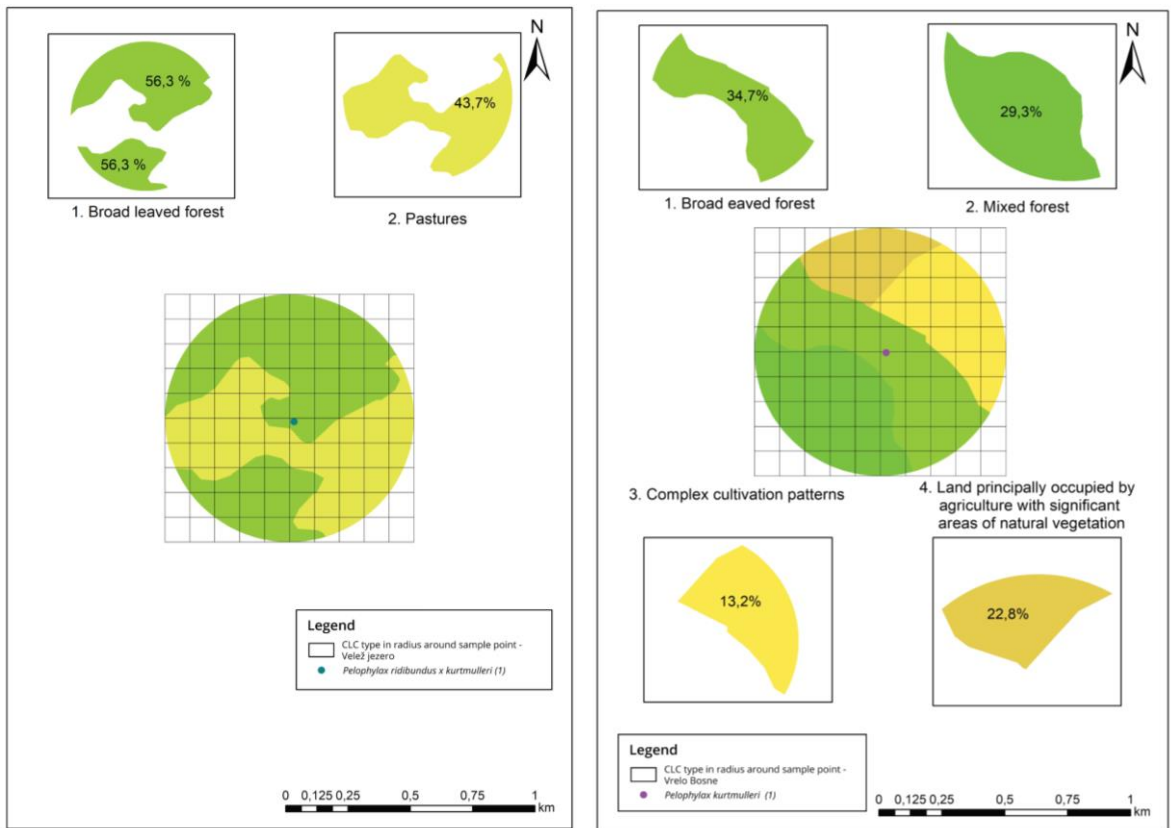 N
56,3 %
56,3 %
43,7%
1. Broad leaved forest
2. Pastures
Legend
CLC type in radius around sample point -
Velež jezero
Pelophylax ridibundus x kurtmulleri (1)
0 0,125 0,25 0,5 0,75 1
km
N
34,7%
29,3%
1. Broad eaved forest
2. Mixed forest
3. Complex cultivation patterns
4. Land principally occupied by
agriculture with significant
areas of natural vegetation
13,2%
22,8%
Legend
CLC type in radius around sample point -
Vrelo Bosne
Pelophylax kurtmulleri (1)
0 0,125 0,25 0,5 0,75 1
km